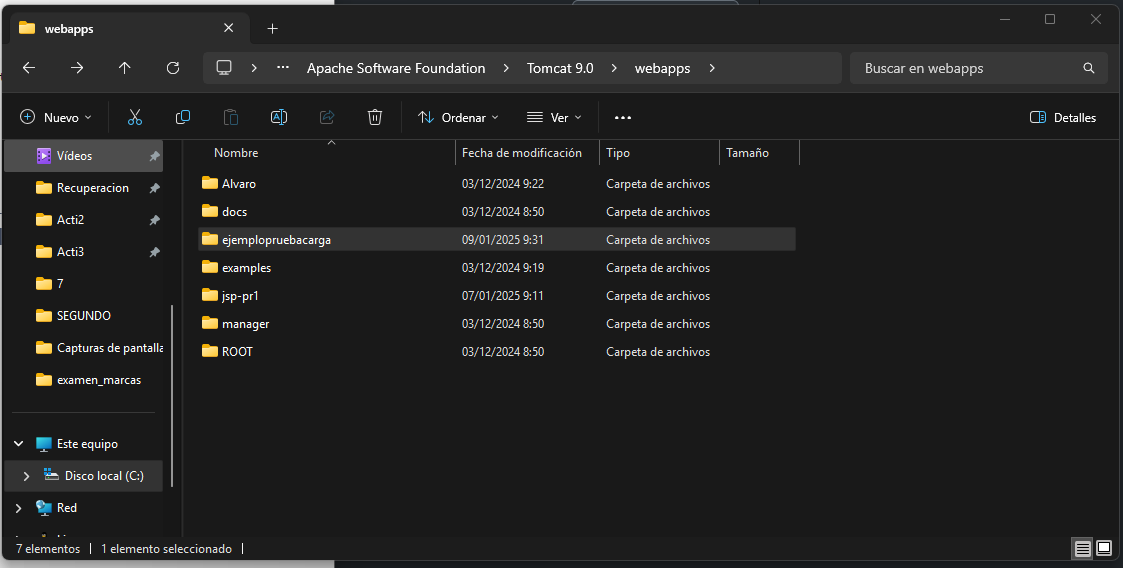 webapps
Apache Software Foundation > Tomcat 9.0 > webapps >
Buscar en webapps
Nuevo
Ordenar
Ver
Detalles
Vídeos
Recuperacion
Acti2
Acti3
7
SEGUNDO
Capturas de pantalla
examen_marcas
Este equipo
Disco local (C:)
Red
Nombre Fecha de modificación Tipo Tamaño
Alvaro 03/12/2024 9:22 Carpeta de archivos
docs 03/12/2024 8:50 Carpeta de archivos
ejemplopruebacarga 09/01/2025 9:31 Carpeta de archivos
examples 03/12/2024 9:19 Carpeta de archivos
jsp-pr1 07/01/2025 9:11 Carpeta de archivos
manager 03/12/2024 8:50 Carpeta de archivos
ROOT 03/12/2024 8:50 Carpeta de archivos
7 elementos | 1 elemento seleccionado |